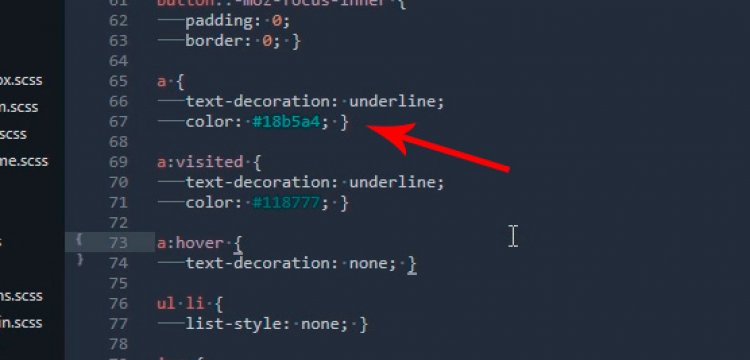 61 button::-moz-focus-inner {
62 padding: 0;
63 border: 0; }
64
65 a {
66 text-decoration: underline;
67 color: #18b5a4; }
68
69 a:visited {
70 text-decoration: underline;
71 color: #118777; }
72
{ 73 a:hover {
} 74 text-decoration: none; }
75
76 ul li {
77 list-style: none; }
78
ox.scss
n.scss
.scss
me.scss
s
ns.scss
in.scss